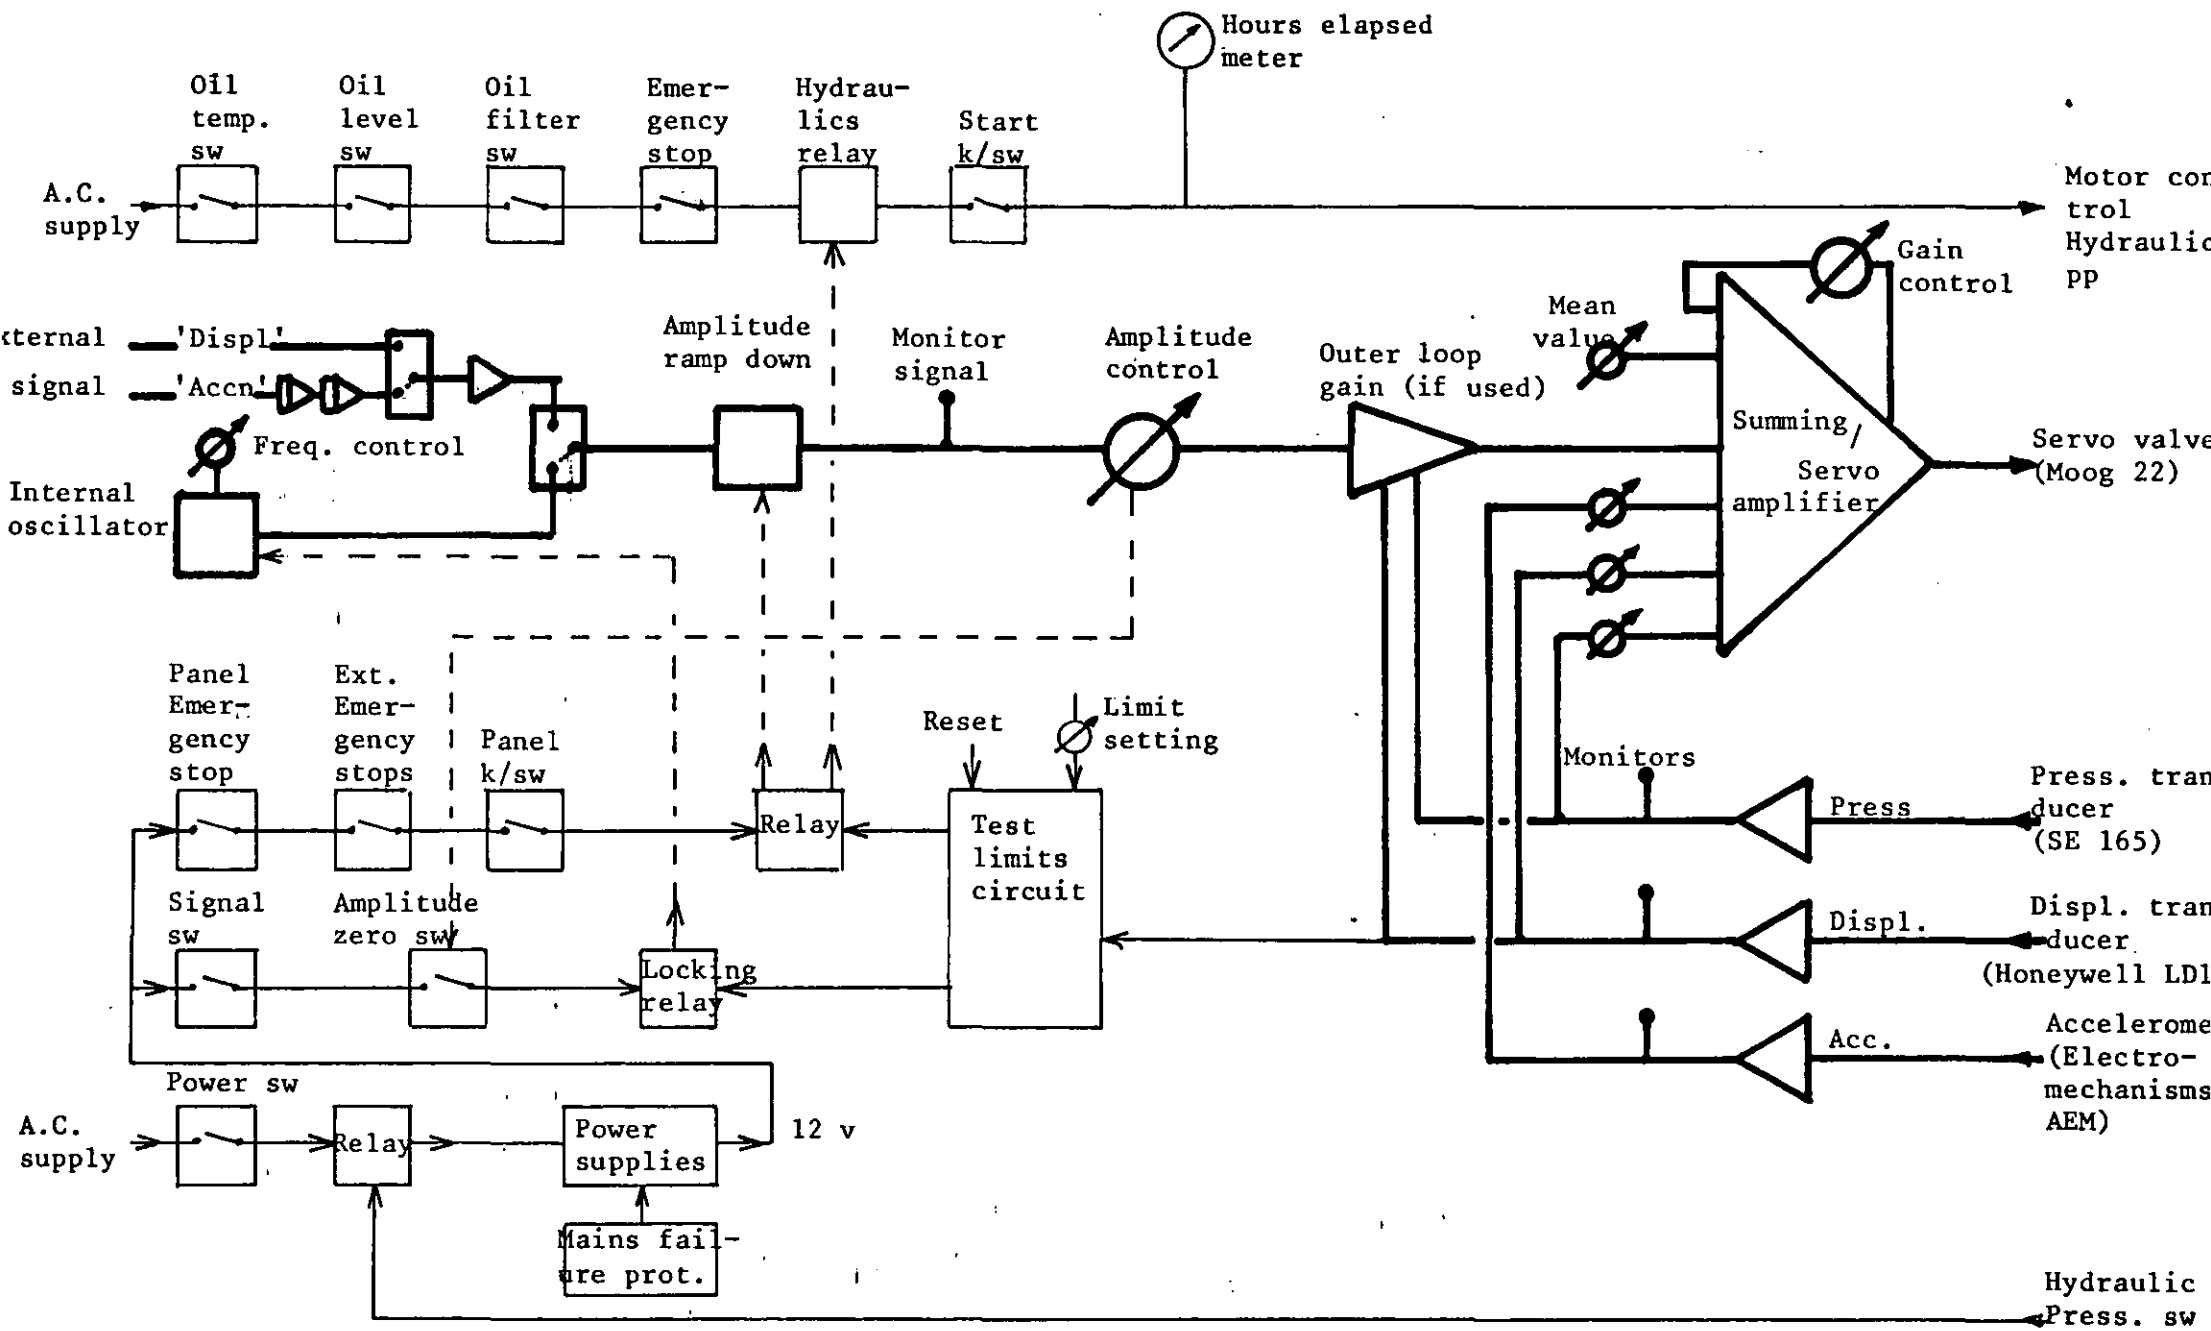 Hours elapsed
meter
Oil
temp.
sw
Oil
level
sw
Oil
filter
sw
Emer-
gency
stop
Hydrau-
lics
relay
Start
k/sw
A.C.
supply
Motor con
trol
Hydraulic
pp
Gain
control
Mean
value
xternal 'Displ'
signal 'Accn'
Freq. control
Internal
oscillator
Amplitude
ramp down
Monitor
signal
Amplitude
control
Outer loop
gain (if used)
Summing/
Servo
amplifier
Servo valve
(Moog 22)
Panel
Emer-
gency
stop
Ext.
Emer-
gency
stops
Panel
k/sw
Reset
Limit
setting
Relay
Test
limits
circuit
Monitors
Press
Press. tran
ducer
(SE 165)
Signal
sw
Amplitude
zero sw
Locking
relay
Displ.
Displ. tran
ducer
(Honeywell LD1
Acc.
Accelerome
(Electro-
mechanisms
AEM)
Power sw
A.C.
supply
Relay
Power
supplies
12 v
Mains fail-
ure prot.
Hydraulic
Press. sw